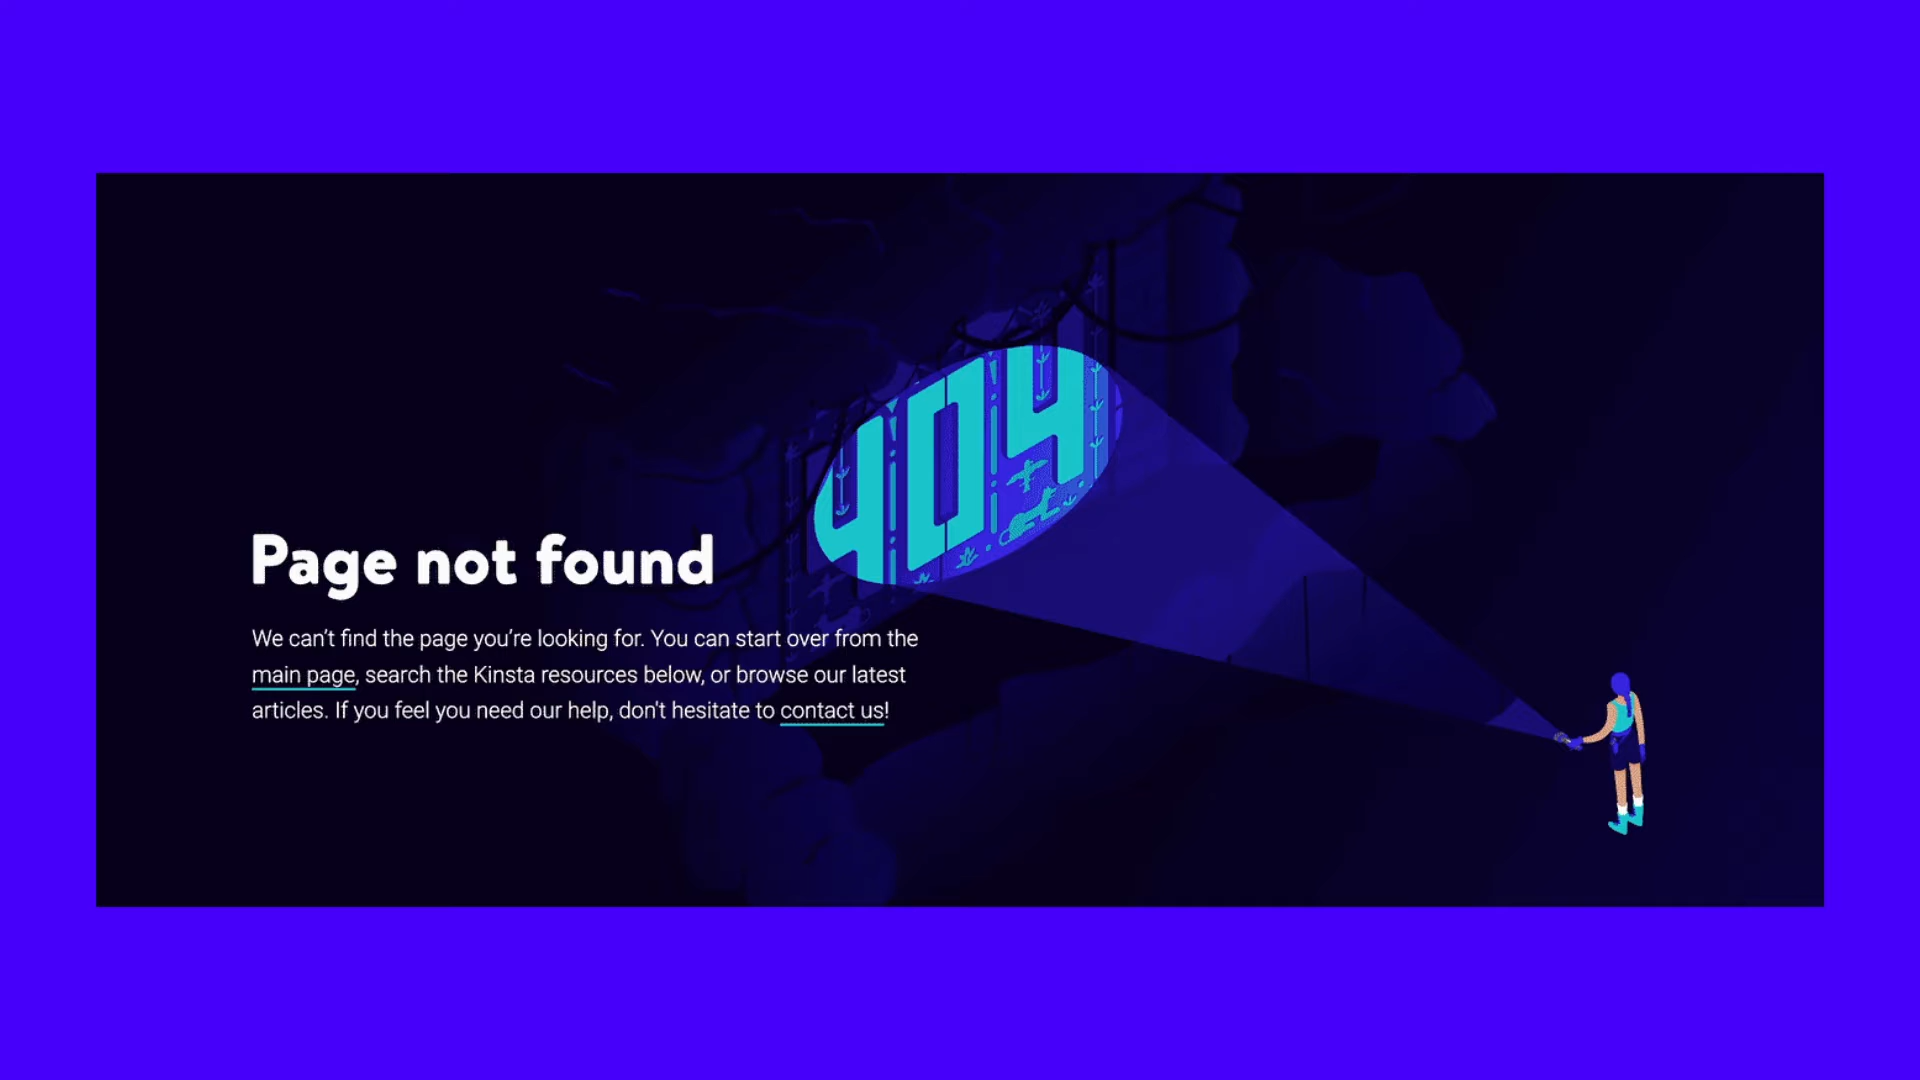 404
Page not found
We can’t find the page you’re looking for. You can start over from the
main page, search the Kinsta resources below, or browse our latest
articles. If you feel you need our help, don't hesitate to contact us!